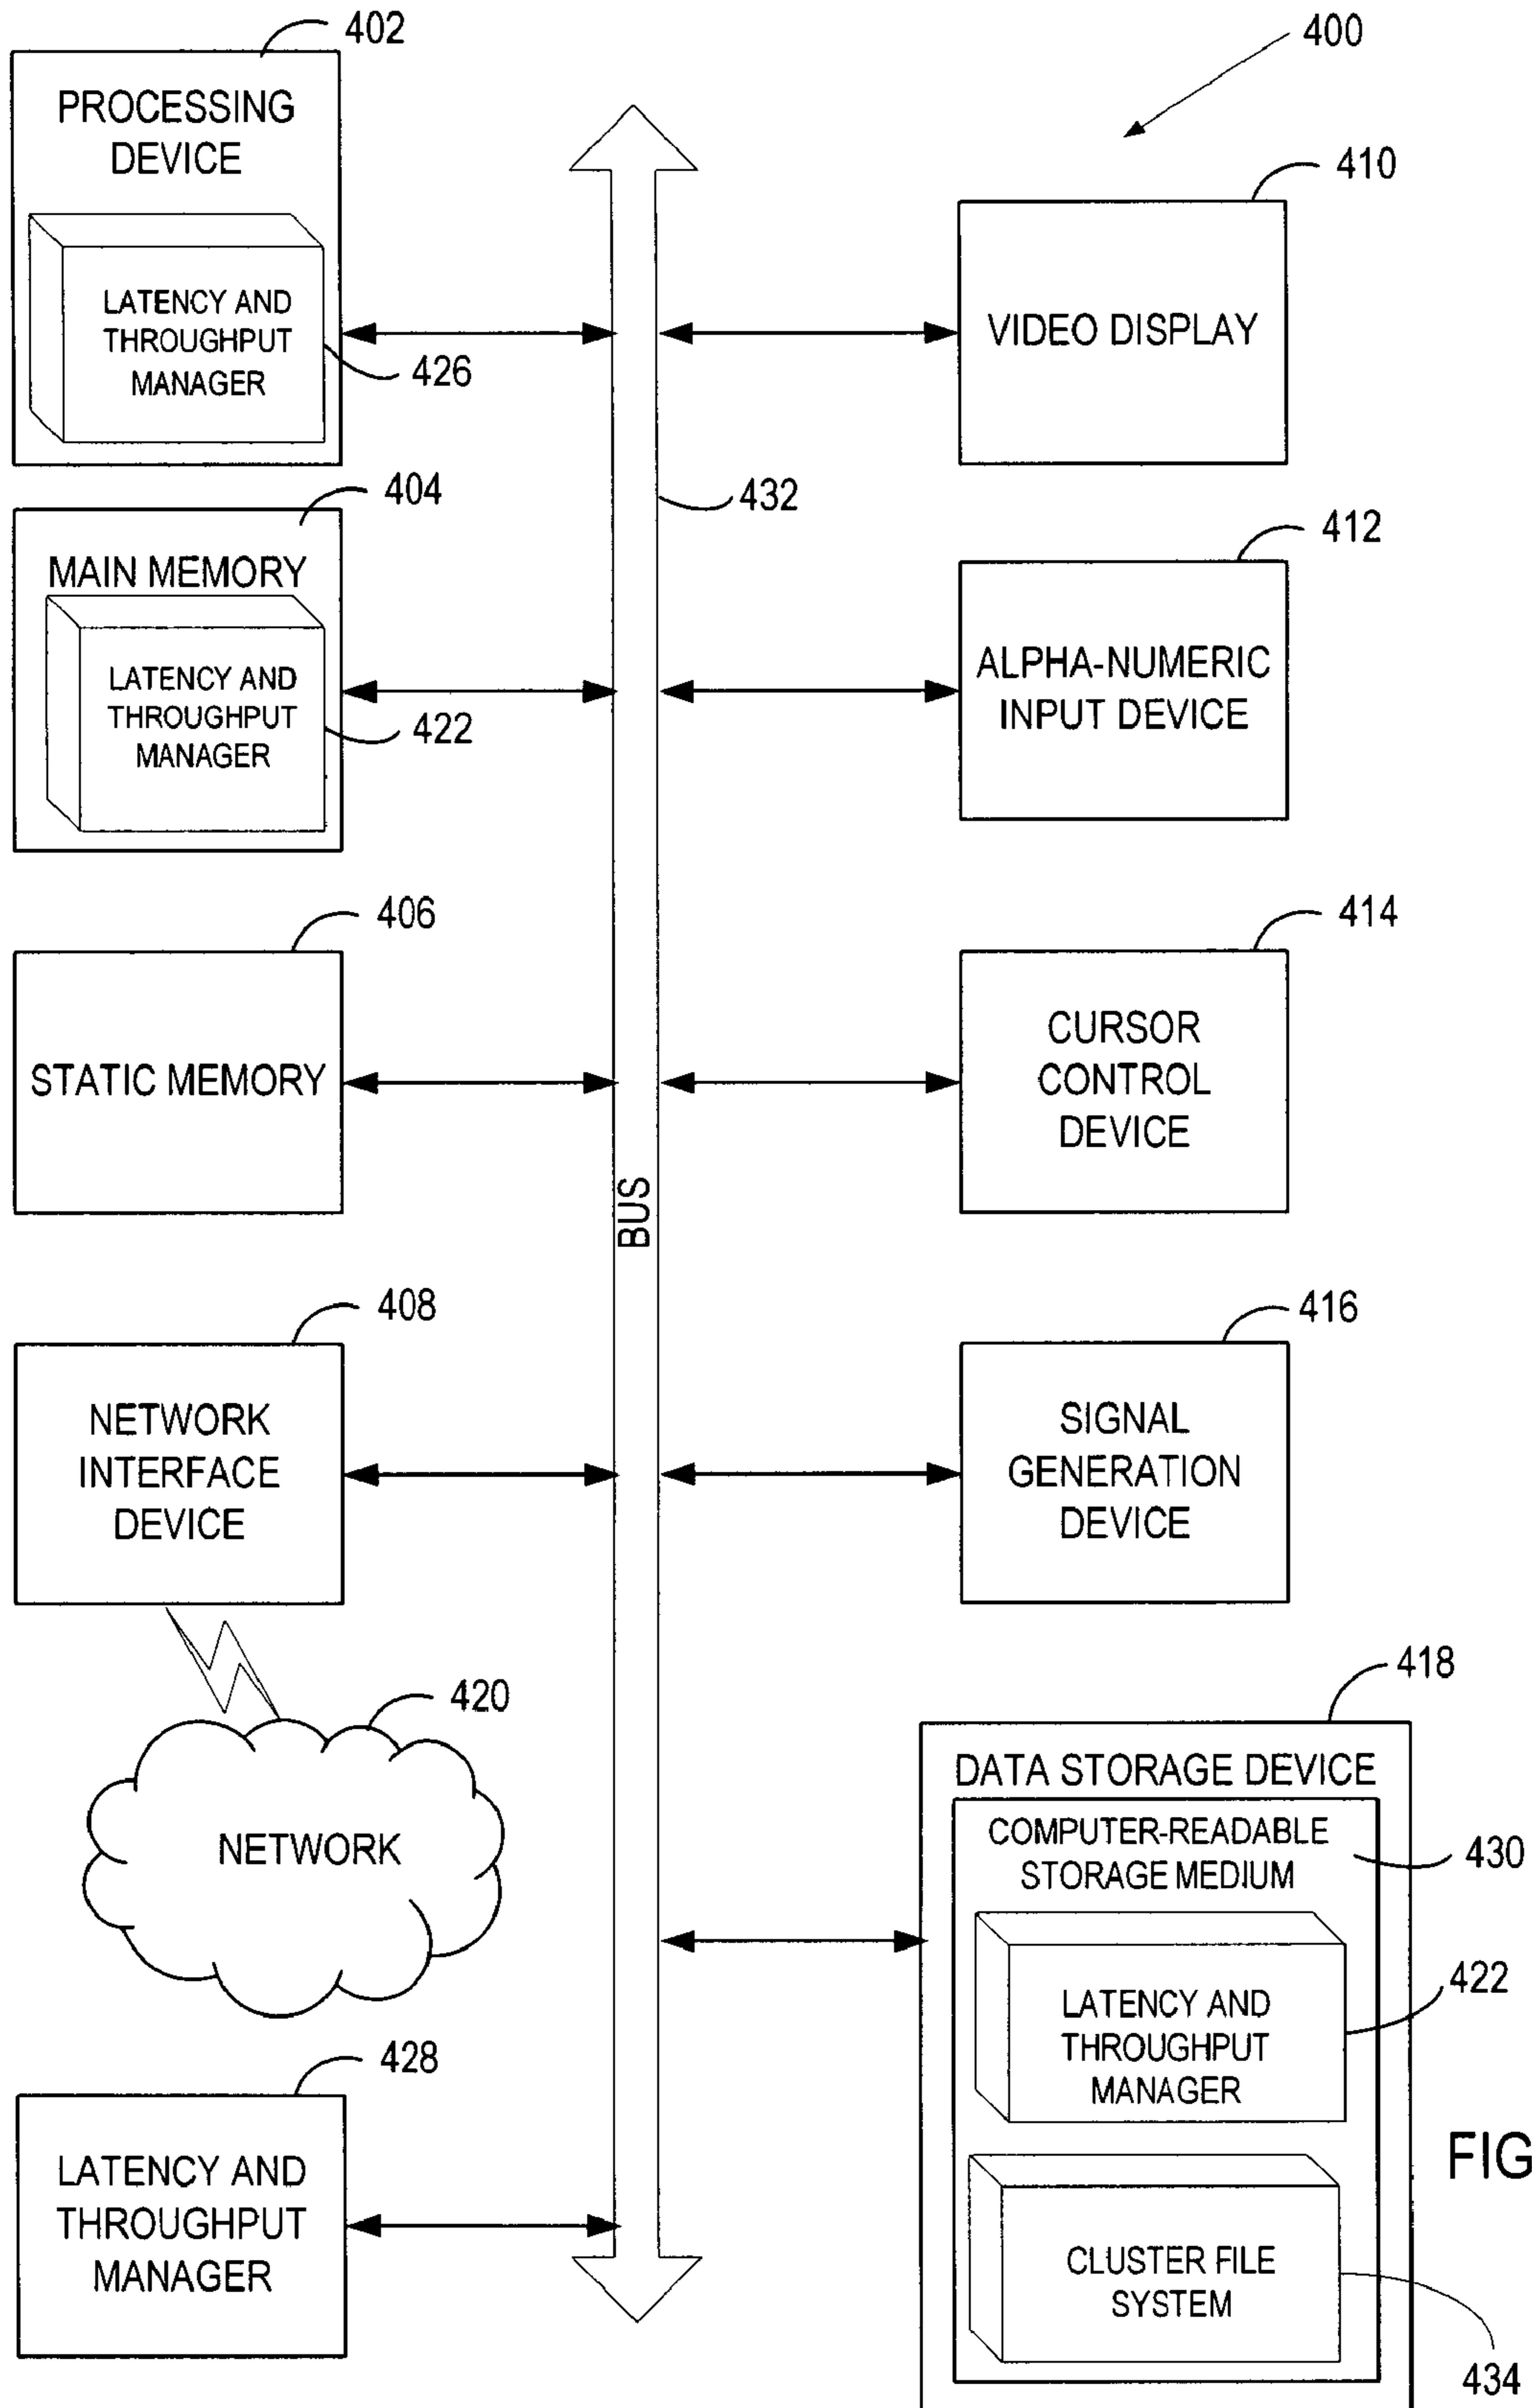 402
PROCESSING
DEVICE
LATENCY AND
THROUGHPUT
MANAGER
426
404
MAIN MEMORY
LATENCY AND
THROUGHPUT
MANAGER
422
406
STATIC MEMORY
408
NETWORK
INTERFACE
DEVICE
420
NETWORK
428
LATENCY AND
THROUGHPUT
MANAGER
432
BUS
400
410
VIDEO DISPLAY
412
ALPHA-NUMERIC
INPUT DEVICE
414
CURSOR
CONTROL
DEVICE
416
SIGNAL
GENERATION
DEVICE
418
DATA STORAGE DEVICE
COMPUTER-READABLE
STORAGE MEDIUM
430
LATENCY AND
THROUGHPUT
MANAGER
422
CLUSTER FILE
SYSTEM
434
FIG